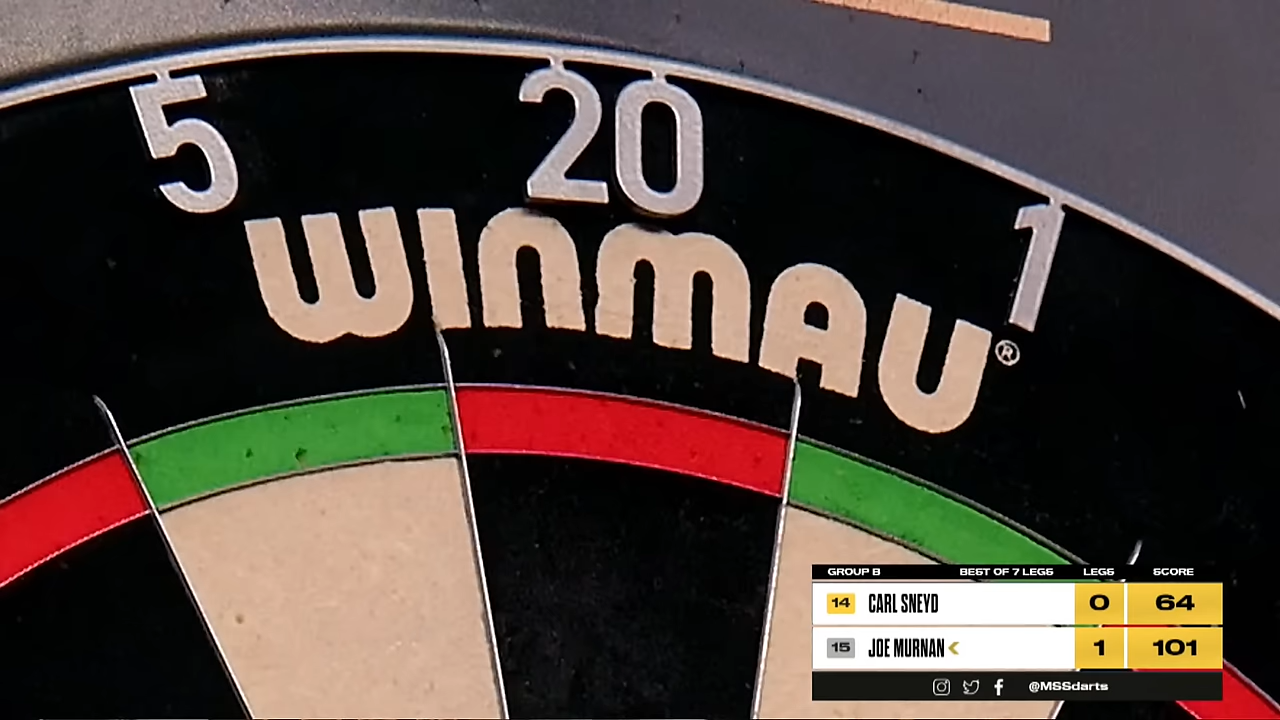 5 20 1
WINMAU®
GROUP B BEST OF 7 LEGS LEGS SCORE
14 CARL SNEYD 0 64
15 JOE MURNAN 1 101
@MSSdarts